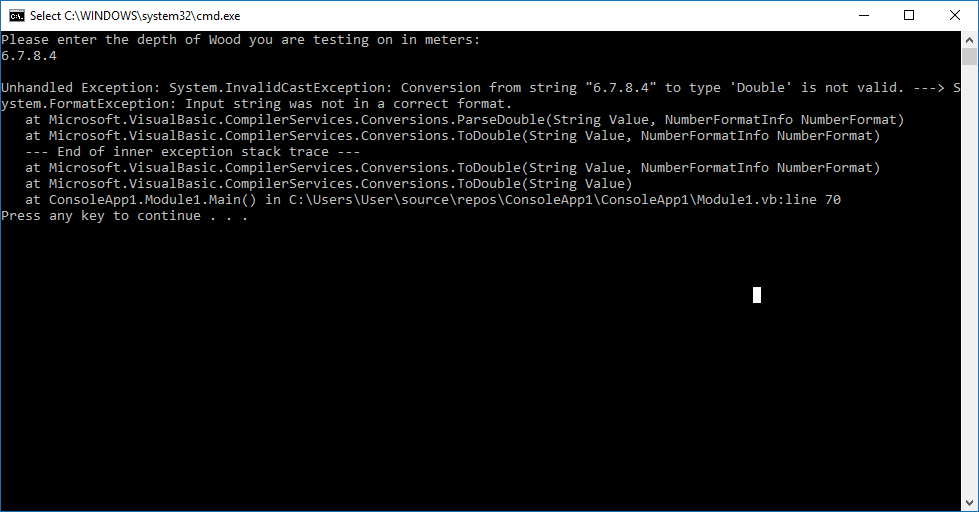 Select C:\WINDOWS\system32\cmd.exe
Please enter the depth of Wood you are testing on in meters:
6.7.8.4
Unhandled Exception: System.InvalidCastException: Conversion from string "6.7.8.4" to type 'Double' is not valid. ---> S
ystem.FormatException: Input string was not in a correct format.
   at Microsoft.VisualBasic.CompilerServices.Conversions.ParseDouble(String Value, NumberFormatInfo NumberFormat)
   at Microsoft.VisualBasic.CompilerServices.Conversions.ToDouble(String Value, NumberFormatInfo NumberFormat)
   --- End of inner exception stack trace ---
   at Microsoft.VisualBasic.CompilerServices.Conversions.ToDouble(String Value, NumberFormatInfo NumberFormat)
   at Microsoft.VisualBasic.CompilerServices.Conversions.ToDouble(String Value)
   at ConsoleApp1.Module1.Main() in C:\Users\User\source\repos\ConsoleApp1\ConsoleApp1\Module1.vb:line 70
Press any key to continue . . .